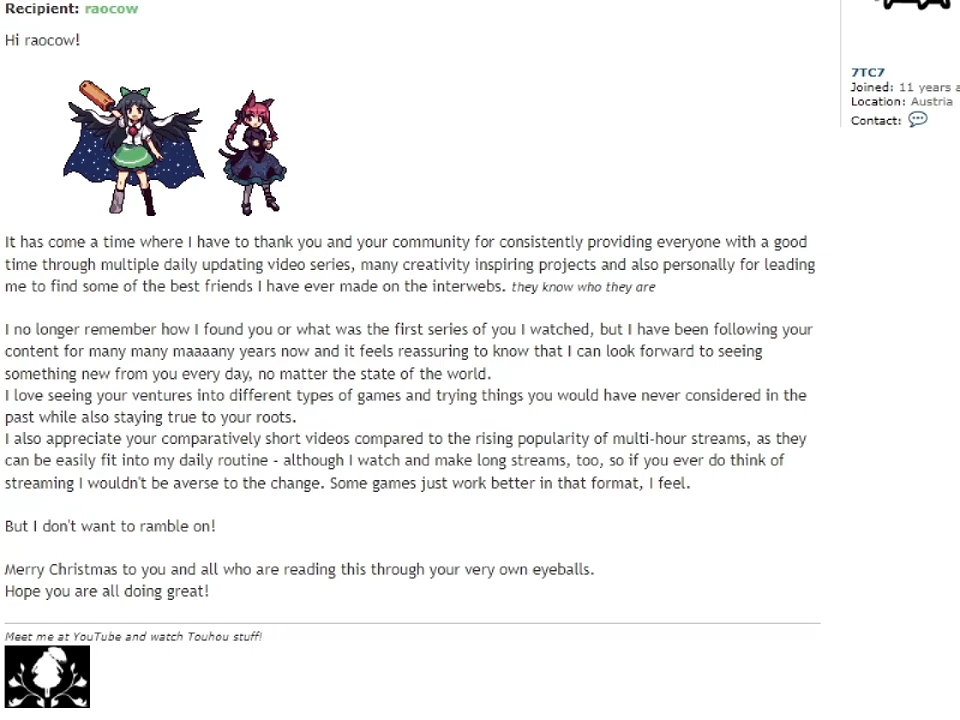 Recipient: raocow
Hi raocow!
7TC7
Joined: 11 years a
Location: Austria
Contact:
It has come a time where I have to thank you and your community for consistently providing everyone with a good
time through multiple daily updating video series, many creativity inspiring projects and also personally for leading
me to find some of the best friends I have ever made on the interwebs. they know who they are
I no longer remember how I found you or what was the first series of you I watched, but I have been following your
content for many many maaaany years now and it feels reassuring to know that I can look forward to seeing
something new from you every day, no matter the state of the world.
I love seeing your ventures into different types of games and trying things you would have never considered in the
past while also staying true to your roots.
I also appreciate your comparatively short videos compared to the rising popularity of multi-hour streams, as they
can be easily fit into my daily routine - although I watch and make long streams, too, so if you ever do think of
streaming I wouldn't be averse to the change. Some games just work better in that format, I feel.
But I don't want to ramble on!
Merry Christmas to you and all who are reading this through your very own eyeballs.
Hope you are all doing great!
Meet me at YouTube and watch Touhou stuff!